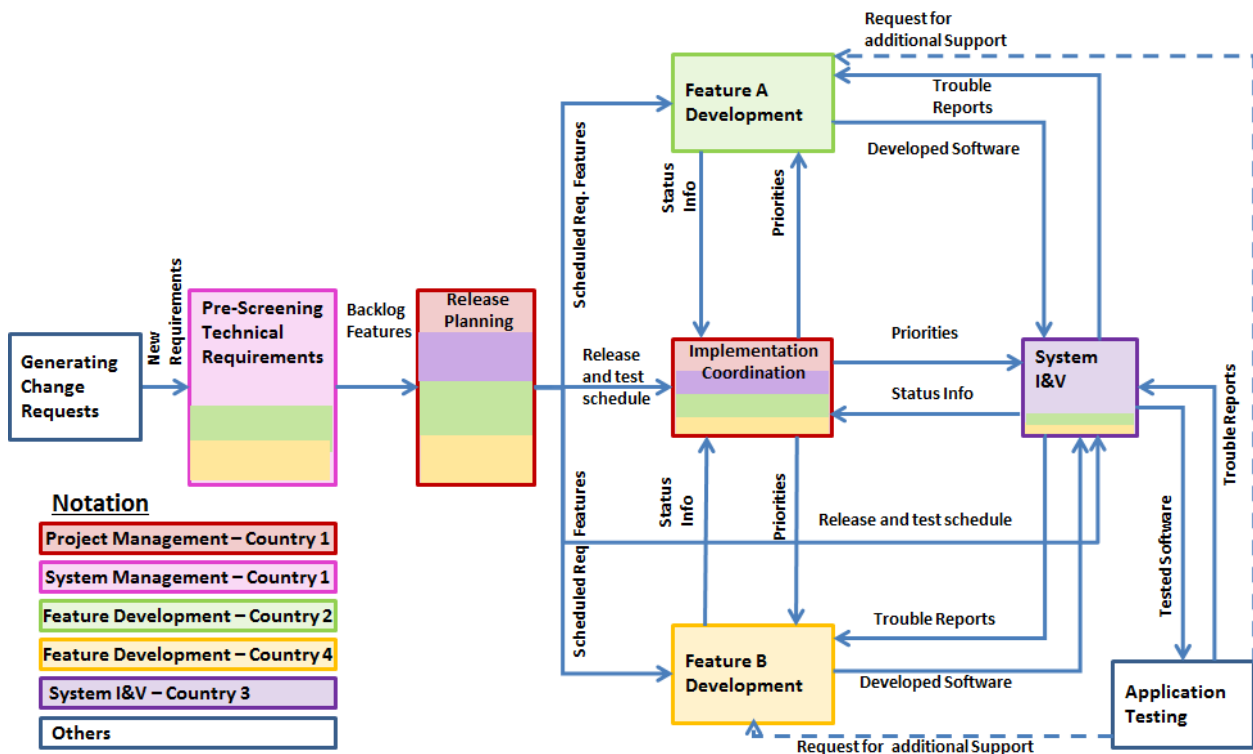 Request for
additional Support
Feature A
Development
Trouble
Reports
Developed Software
Scheduled Req. Features
Status
Info
Priorities
New
Requirements
Pre-Screening
Technical
Requirements
Backlog
Features
Release
Planning
Generating
Change
Requests
Release
and test
schedule
Implementation
Coordination
Priorities
Status Info
System
I&V
Trouble Reports
Notation
Project Management – Country 1
System Management – Country 1
Feature Development – Country 2
Feature Development – Country 4
System I&V – Country 3
Others
Scheduled Req. Features
Status
Info
Priorities
Release and test schedule
Tested Software
Trouble Reports
Feature B
Development
Developed Software
Application
Testing
Request for additional Support